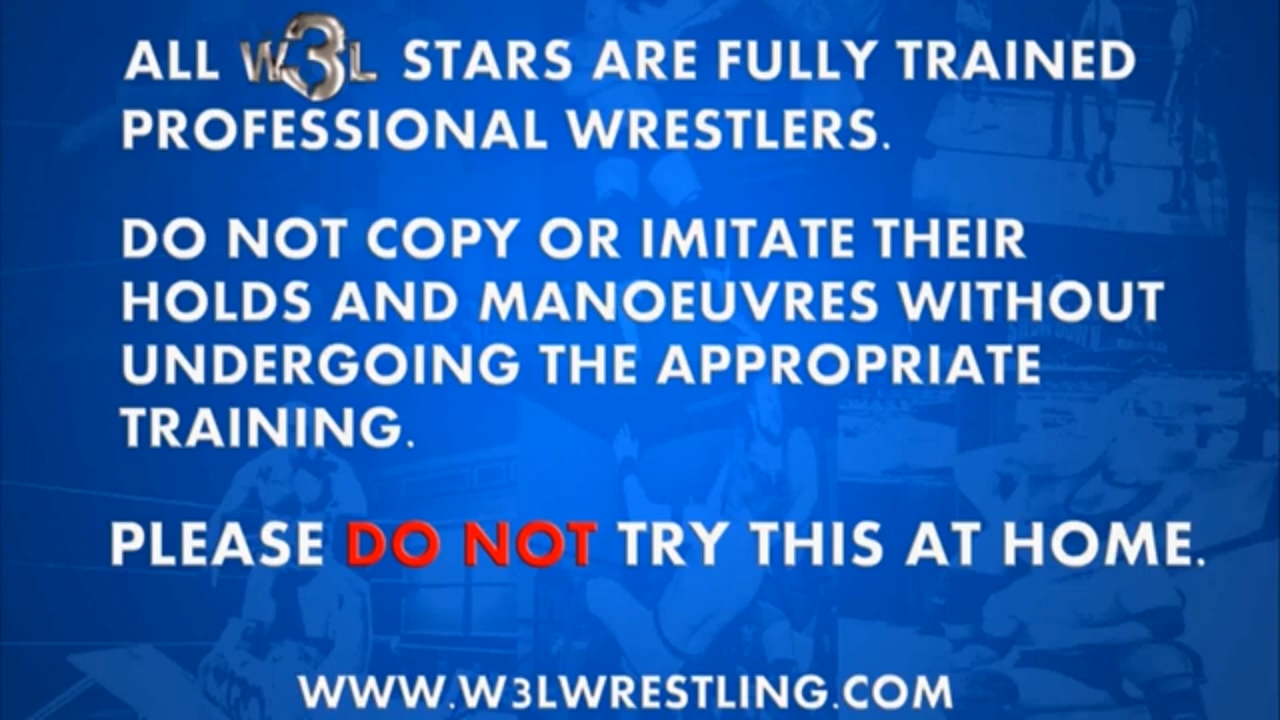 ALL W3L STARS ARE FULLY TRAINED
PROFESSIONAL WRESTLERS.
DO NOT COPY OR IMITATE THEIR
HOLDS AND MANOEUVRES WITHOUT
UNDERGOING THE APPROPRIATE
TRAINING.
PLEASE DO NOT TRY THIS AT HOME.
WWW.W3LWRESTLING.COM